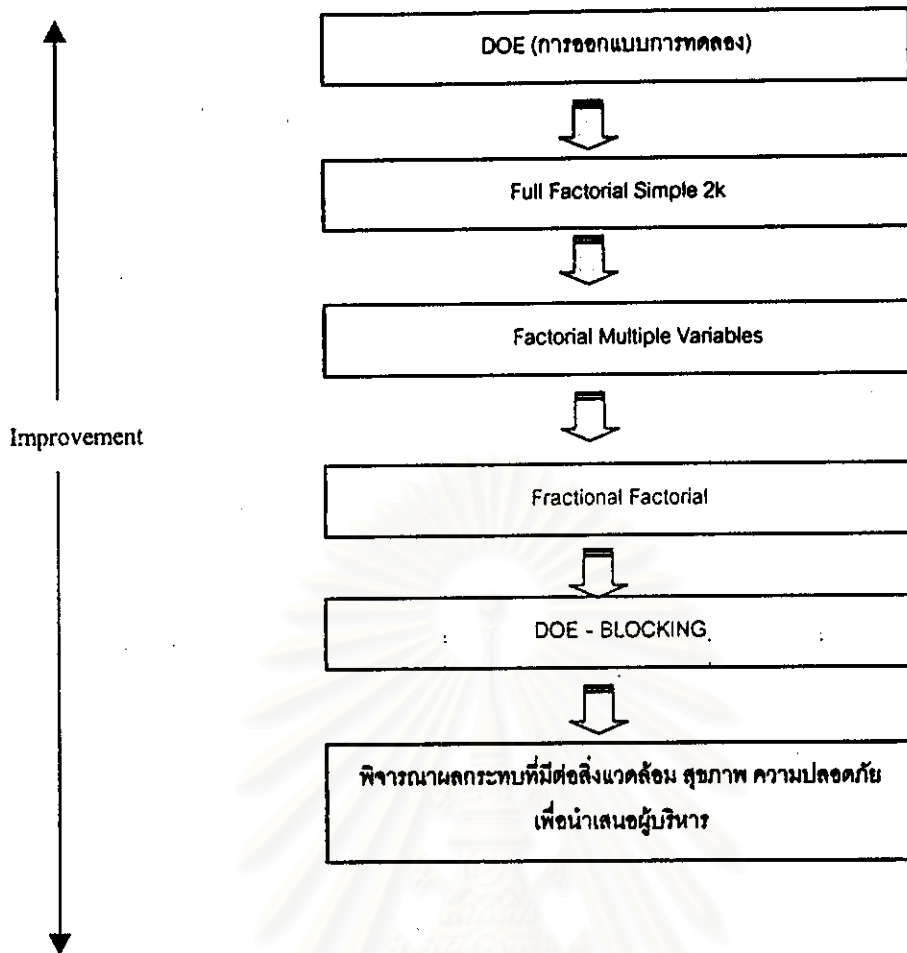 DOE (การออกแบบการทดลอง)
Full Factorial Simple 2k
Factorial Multiple Variables
Improvement
Fractional Factorial
DOE - BLOCKING
พิจารณาผลกระทบที่มีต่อสิ่งแวดล้อม สุขภาพ ความปลอดภัย
เพื่อนำเสนอผู้บริหาร